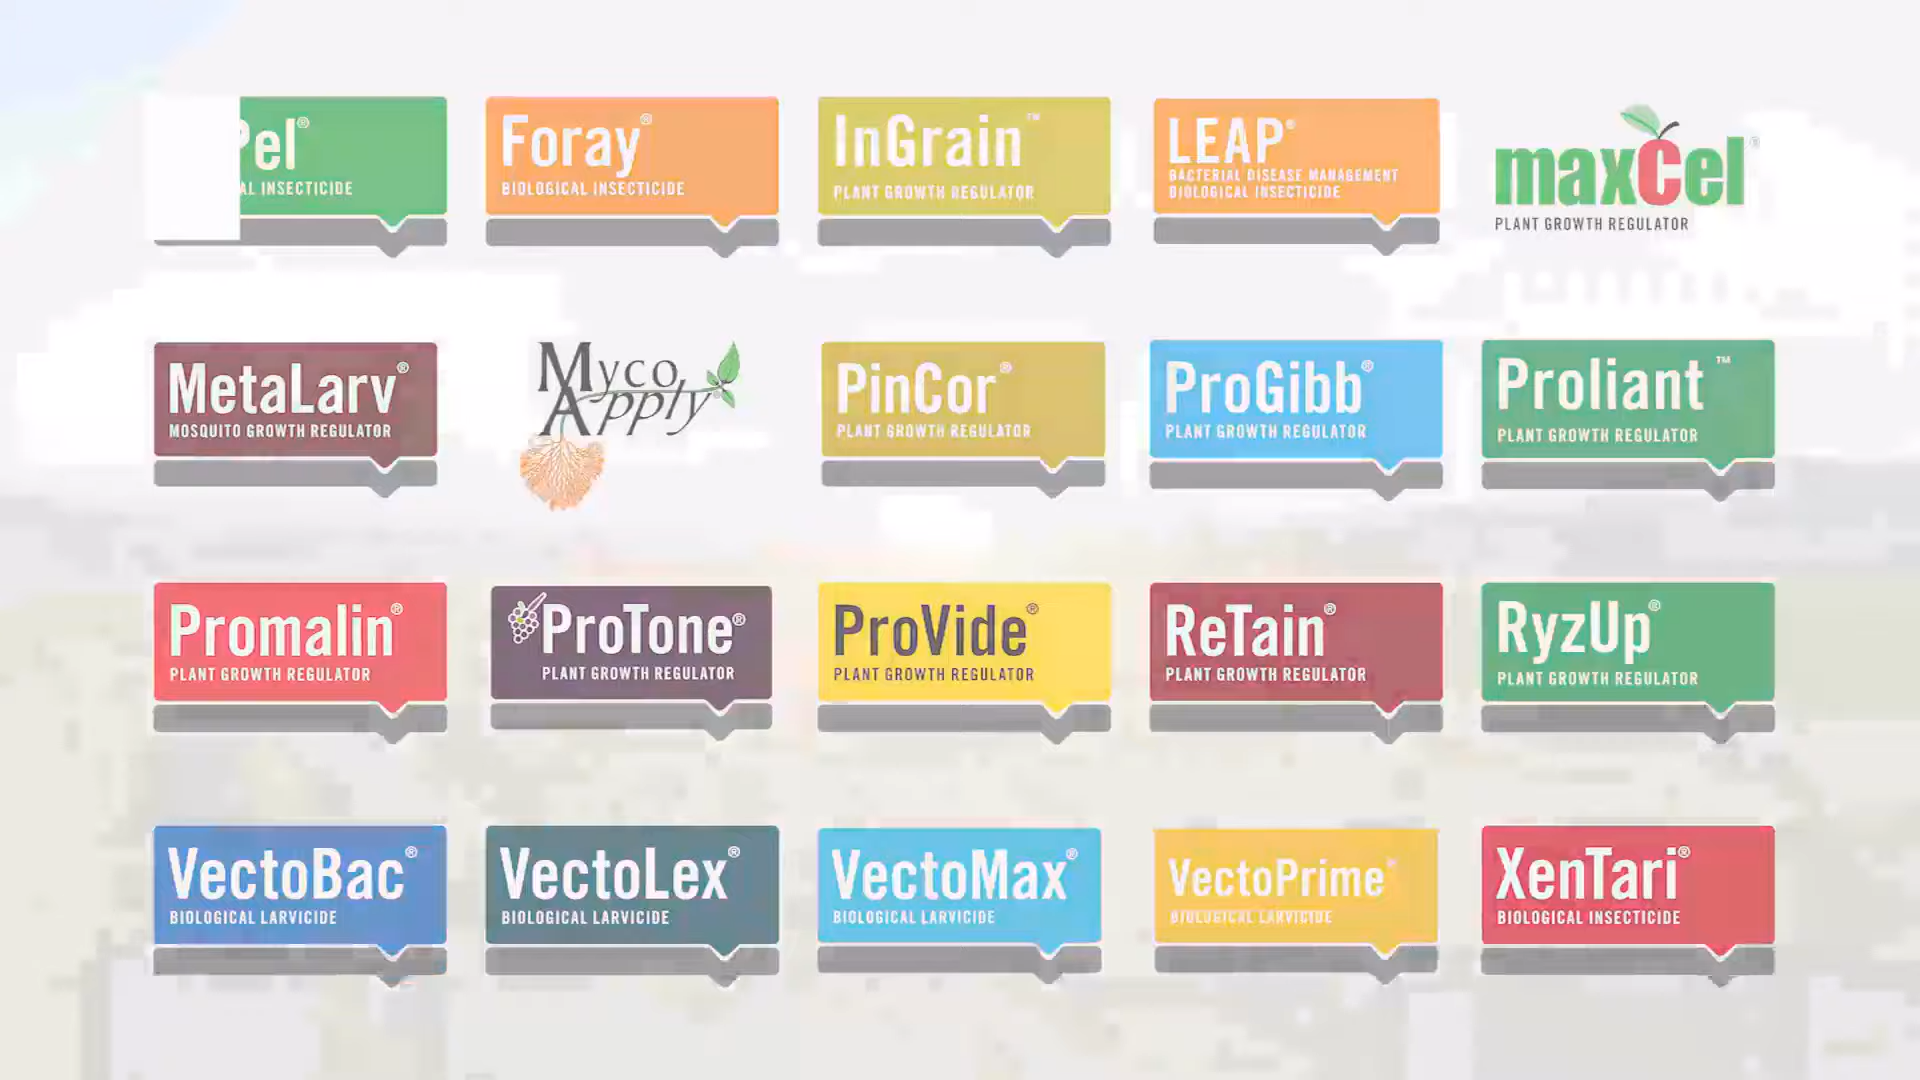 Pel®
AL INSECTICIDE
Foray®
BIOLOGICAL INSECTICIDE
InGrain™
PLANT GROWTH REGULATOR
LEAP®
BACTERIAL DISEASE MANAGEMENT
BIOLOGICAL INSECTICIDE
maxCel®
PLANT GROWTH REGULATOR
MetaLarv®
MOSQUITO GROWTH REGULATOR
Myco
Apply
PinCor®
PLANT GROWTH REGULATOR
ProGibb®
PLANT GROWTH REGULATOR
Proliant™
PLANT GROWTH REGULATOR
Promalin®
PLANT GROWTH REGULATOR
ProTone®
PLANT GROWTH REGULATOR
ProVide®
PLANT GROWTH REGULATOR
ReTain®
PLANT GROWTH REGULATOR
RyzUp®
PLANT GROWTH REGULATOR
VectoBac®
BIOLOGICAL LARVICIDE
VectoLex®
BIOLOGICAL LARVICIDE
VectoMax®
BIOLOGICAL LARVICIDE
VectoPrime®
BIOLOGICAL LARVICIDE
XenTari®
BIOLOGICAL INSECTICIDE